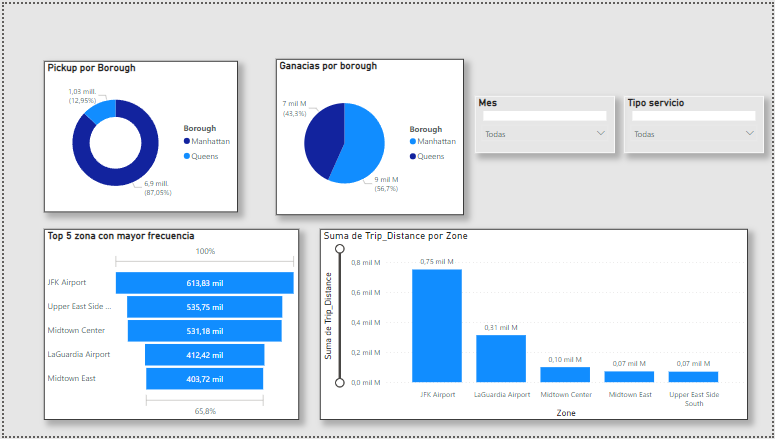 Pickup por Borough
1,03 mill.
(12,95%)
6,9 mill.
(87,05%)
Borough
Manhattan
Queens
Ganacias por borough
7 mil M
(43,3%)
9 mil M
(56,7%)
Borough
Manhattan
Queens
Mes
Todas
Tipo servicio
Todas
Top 5 zona con mayor frecuencia
100%
JFK Airport
613,83 mil
Upper East Side ...
535,75 mil
Midtown Center
531,18 mil
LaGuardia Airport
412,42 mil
Midtown East
403,72 mil
65,8%
Suma de Trip_Distance por Zone
Suma de Trip_Distance
0,8 mil M
0,6 mil M
0,4 mil M
0,2 mil M
0,0 mil M
0,75 mil M
0,31 mil M
0,10 mil M
0,07 mil M
0,07 mil M
JFK Airport
LaGuardia Airport
Midtown Center
Midtown East
Upper East Side
South
Zone